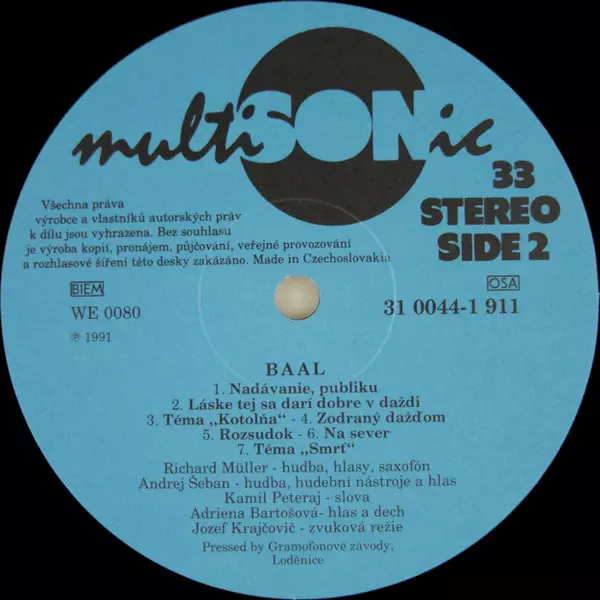 multiSONic
33
STEREO
SIDE 2
Všechna práva
výrobce a vlastníků autorských práv
k dílu jsou vyhrazena. Bez souhlasu
je výroba kopií, pronájem, půjčování, veřejné provozování
a rozhlasové šíření této desky zakázáno. Made in Czechoslovakia
BIEM
OSA
WE 0080
31 0044-1 911
℗ 1991
BAAL
1. Nadávanie, publiku
2. Láske tej sa darí dobre v daždi
3. Téma „Kotolňa“ - 4. Zodraný dažďom
5. Rozsudok - 6. Na sever
7. Téma „Smrť“
Richard Müller - hudba, hlasy, saxofón
Andrej Šeban - hudba, hudební nástroje a hlas
Kamil Peteraj - slova
Adriena Bartošová- hlas a dech
Jozef Krajčovič - zvuková režie
Pressed by Gramofonové závody,
Loděnice